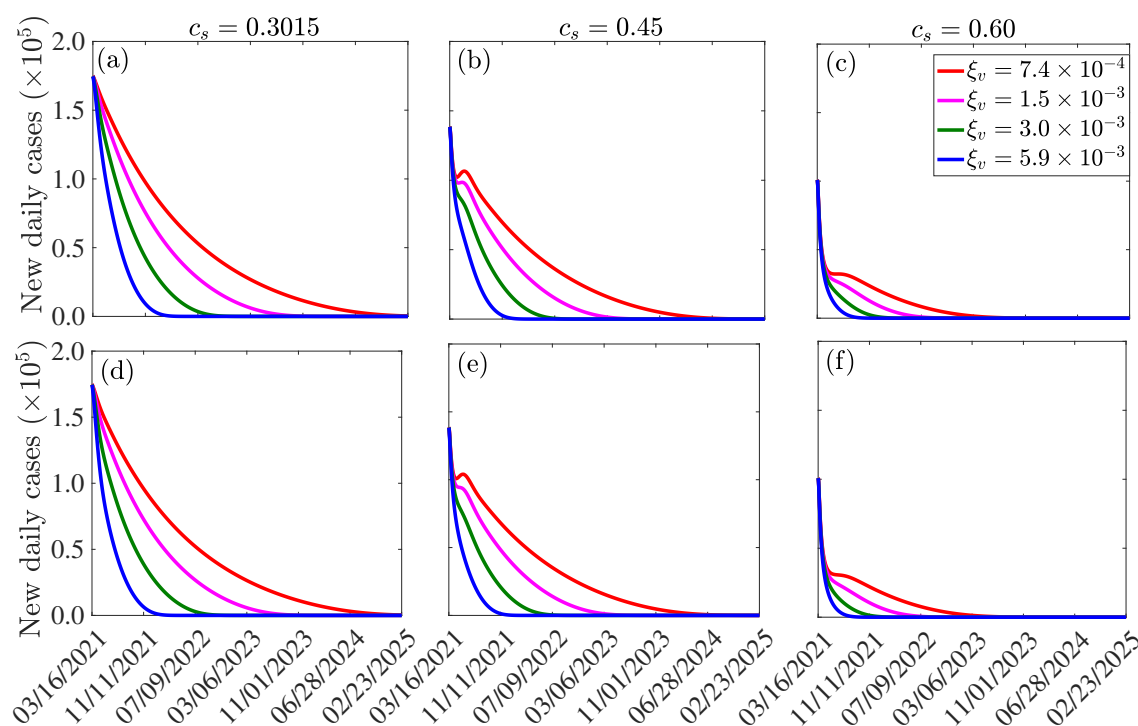 c_s = 0.3015
c_s = 0.45
c_s = 0.60
New daily cases (×10⁵)
2.0
1.5
1.0
0.5
0.0
(a)
(b)
(c)
ξ_v = 7.4 × 10⁻⁴
ξ_v = 1.5 × 10⁻³
ξ_v = 3.0 × 10⁻³
ξ_v = 5.9 × 10⁻³
New daily cases (×10⁵)
2.0
1.5
1.0
0.5
0.0
(d)
(e)
(f)
03/16/2021
11/11/2021
07/09/2022
03/06/2023
11/01/2023
06/28/2024
02/23/2025
03/16/2021
11/11/2021
07/09/2022
03/06/2023
11/01/2023
06/28/2024
02/23/2025
03/16/2021
11/11/2021
07/09/2022
03/06/2023
11/01/2023
06/28/2024
02/23/2025